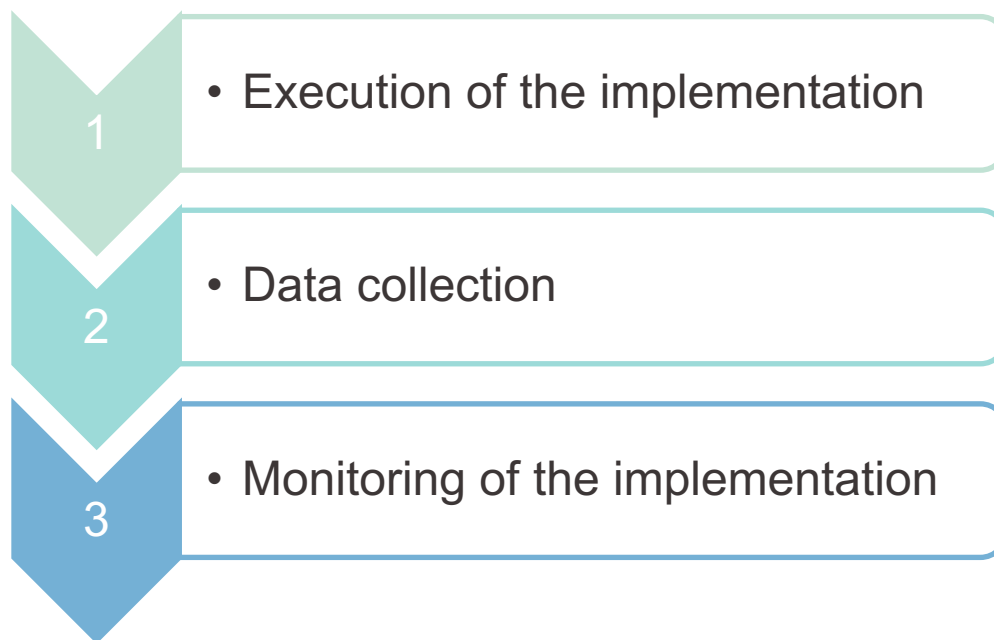 1
• Execution of the implementation
2
• Data collection
3
• Monitoring of the implementation